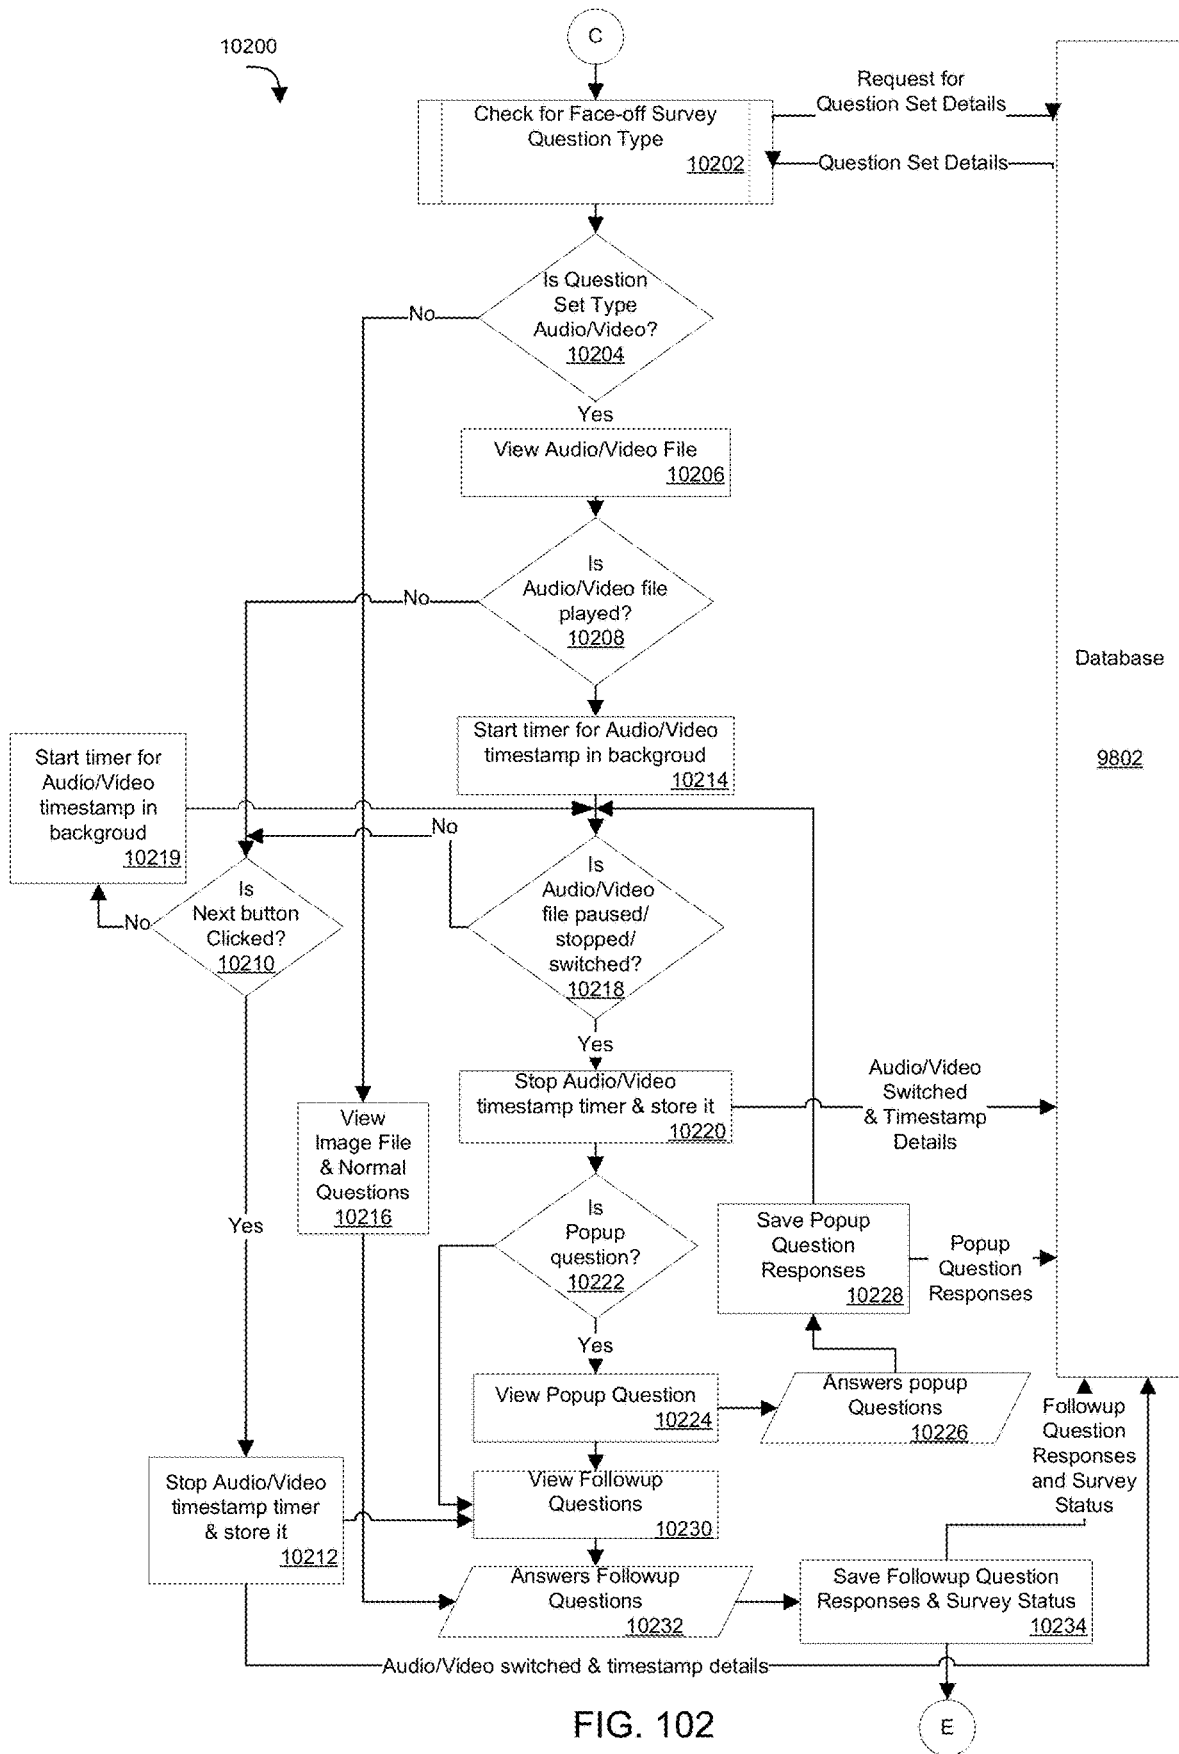 C
10200
Request for
Question Set Details
Check for Face-off Survey
Question Type
10202
Question Set Details
Is Question
Set Type
Audio/Video?
10204
No
Yes
View Audio/Video File
10206
Is
Audio/Video file
played?
10208
No
Database
9802
Start timer for Audio/Video
timestamp in backgroud
10214
Start timer for
Audio/Video
timestamp in
backgroud
10219
No
Is
Next button
Clicked?
10210
No
Is
Audio/Video
file paused/
stopped/
switched?
10218
Yes
Stop Audio/Video
timestamp timer & store it
10220
Audio/Video
Switched
& Timestamp
Details
View
Image File
& Normal
Questions
10216
Yes
Is
Popup
question?
10222
Save Popup
Question
Responses
10228
Popup
Question
Responses
Yes
View Popup Question
10224
Answers popup
Questions
10226
Followup
Question
Responses
and Survey
Status
Stop Audio/Video
timestamp timer
& store it
10212
View Followup
Questions
10230
Answers Followup
Questions
10232
Save Followup Question
Responses & Survey Status
10234
Audio/Video switched & timestamp details
E
FIG. 102